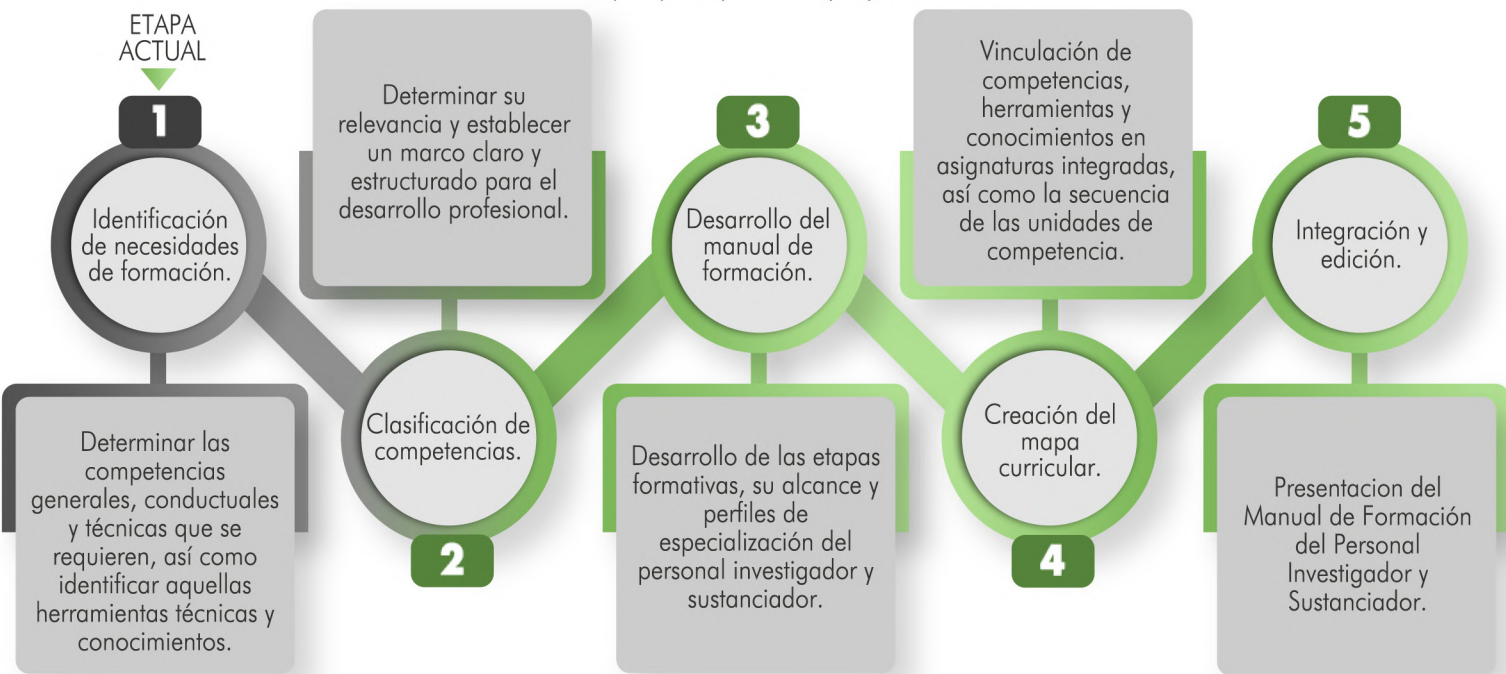 ETAPA
ACTUAL
1
Identificación
de necesidades
de formación.
Determinar las
competencias
generales, conductuales
y técnicas que se
requieren, así como
identificar aquellas
herramientas técnicas y
conocimientos.
Determinar su
relevancia y establecer
un marco claro y
estructurado para el
desarrollo profesional.
Clasificación de
competencias.
2
3
Desarrollo del
manual de
formación.
Desarrollo de las etapas
formativas, su alcance y
perfiles de
especialización del
personal investigador y
sustanciador.
Vinculación de
competencias,
herramientas y
conocimientos en
asignaturas integradas,
así como la secuencia
de las unidades de
competencia.
Creación del
mapa
curricular.
4
5
Integración y
edición.
Presentacion del
Manual de Formación
del Personal
Investigador y
Sustanciador.